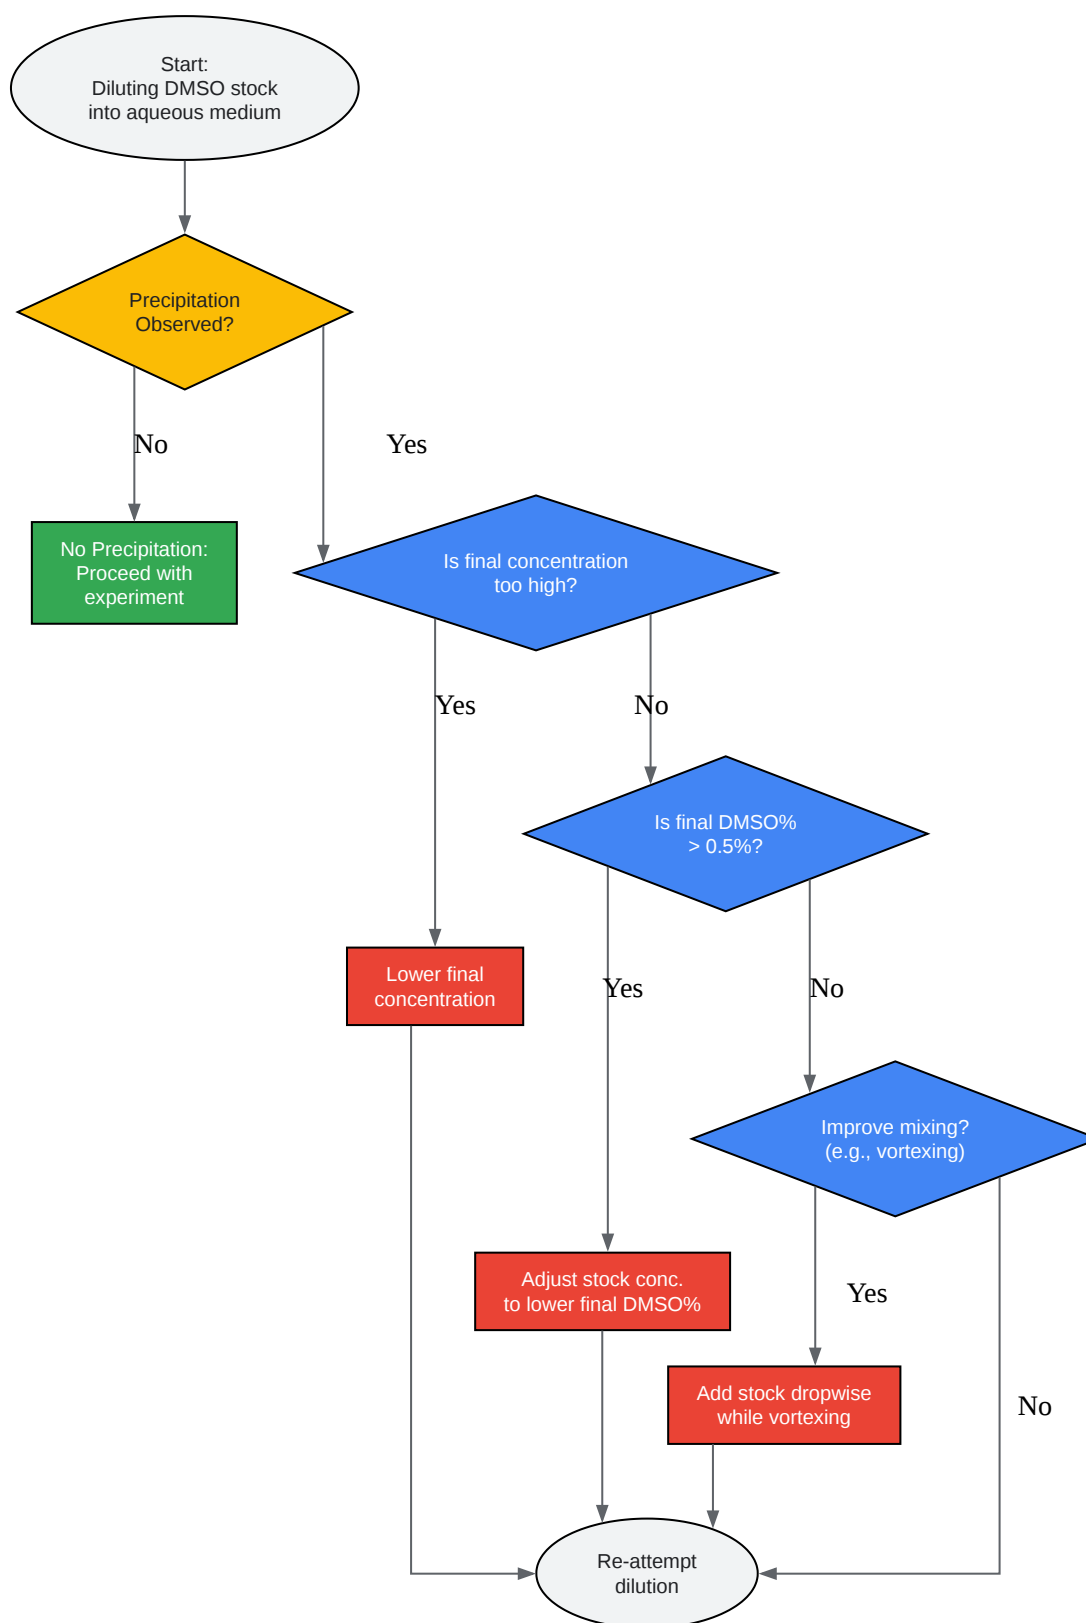 Start:
Diluting DMSO stock
into aqueous medium
Precipitation
Observed?
No
Yes
No Precipitation:
Proceed with
experiment
Is final concentration
too high?
Yes
No
Is final DMSO%
> 0.5%?
Lower final
concentration
Yes
No
Improve mixing?
(e.g., vortexing)
Adjust stock conc.
to lower final DMSO%
Yes
Add stock dropwise
while vortexing
No
Re-attempt
dilution